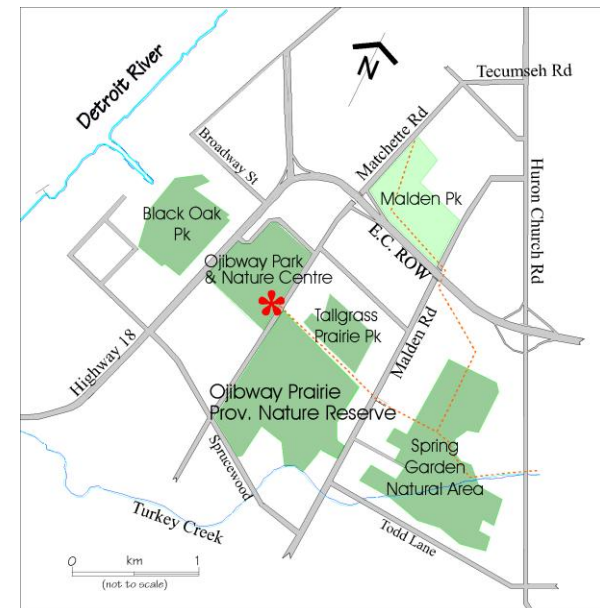 N
Tecumseh Rd
Detroit River
Broadway St
Matchette Rd
Huron Church Rd
Malden Pk
Black Oak
Pk
E.C. ROW
Ojibway Park
& Nature Centre
Tallgrass
Prairie Pk
Malden Rd
Highway 18
Ojibway Prairie
Prov. Nature Reserve
Sprucewood
Spring
Garden
Natural Area
Turkey Creek
Todd Lane
0 km 1
(not to scale)